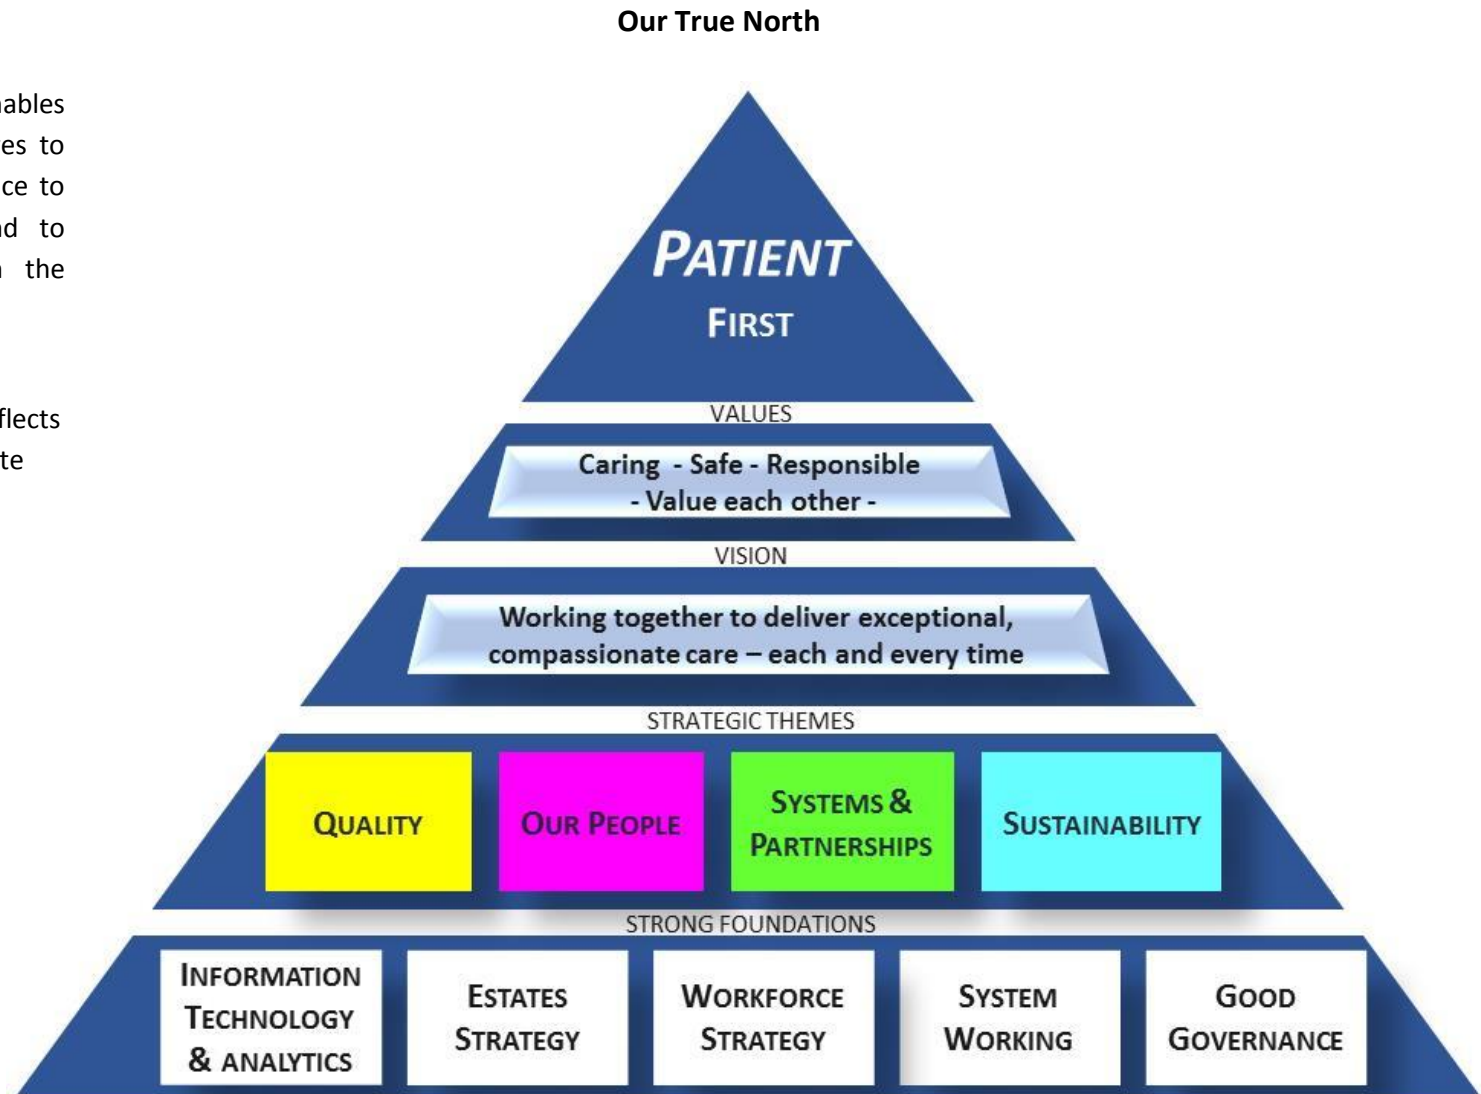 Our True North
ables
es to
ce to
d to
the
flects
te
PATIENT
FIRST
VALUES
Caring - Safe - Responsible
- Value each other -
VISION
Working together to deliver exceptional,
compassionate care – each and every time
STRATEGIC THEMES
QUALITY
OUR PEOPLE
SYSTEMS &
PARTNERSHIPS
SUSTAINABILITY
STRONG FOUNDATIONS
INFORMATION
TECHNOLOGY
& ANALYTICS
ESTATES
STRATEGY
WORKFORCE
STRATEGY
SYSTEM
WORKING
GOOD
GOVERNANCE